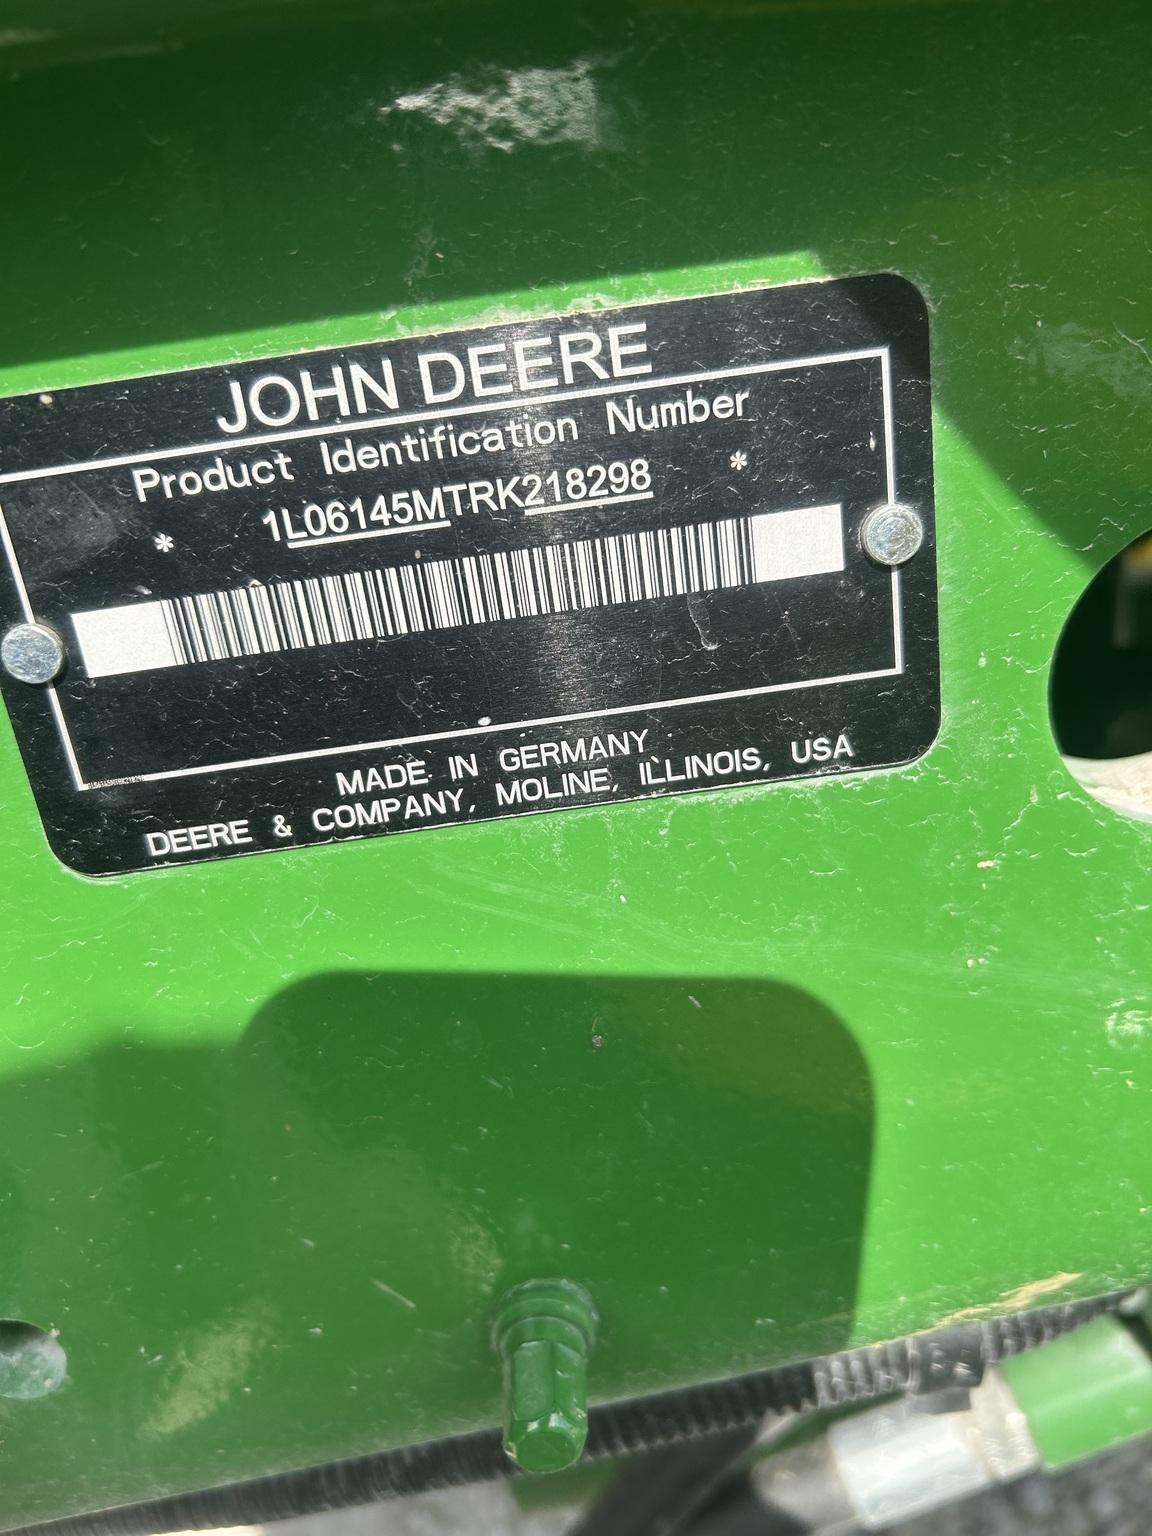 JOHN DEERE
Product Identification Number
* 1L06145MTRK218298 *
MADE IN GERMANY
DEERE & COMPANY, MOLINE, ILLINOIS, USA